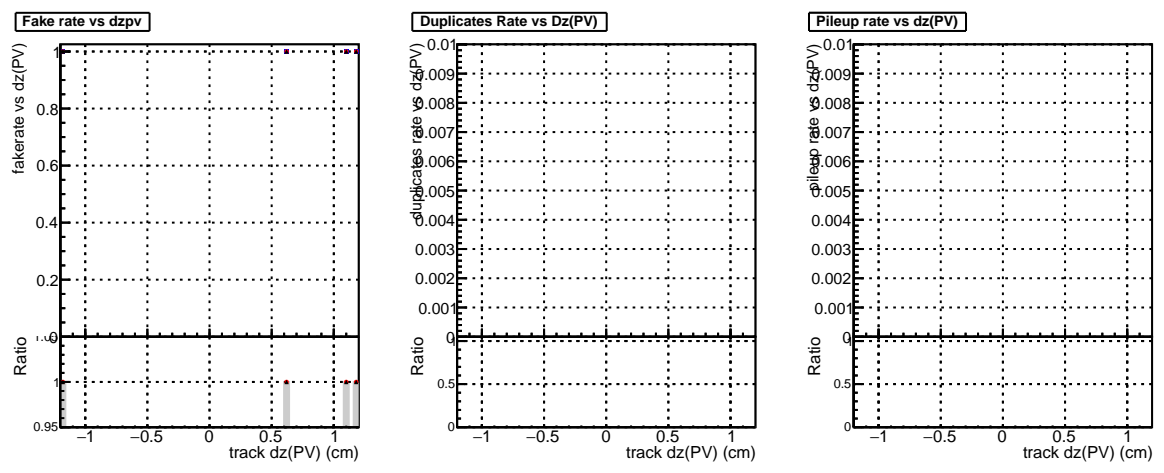 Fake rate vs dzpv
fakerate vs dz(PV)
1
0.8
0.6
0.4
0.2
0
Ratio
1
0.95
−1 −0.5 0 0.5 1
track dz(PV) (cm)
Duplicates Rate vs Dz(PV)
duplicates rate vs dz(PV)
0.01
0.009
0.008
0.007
0.006
0.005
0.004
0.003
0.002
0.001
0
Ratio
1
0.5
0
−1 −0.5 0 0.5 1
track dz(PV) (cm)
Pileup rate vs dz(PV)
pileup rate vs dz(PV)
0.01
0.009
0.008
0.007
0.006
0.005
0.004
0.003
0.002
0.001
0
Ratio
1
0.5
0
−1 −0.5 0 0.5 1
track dz(PV) (cm)